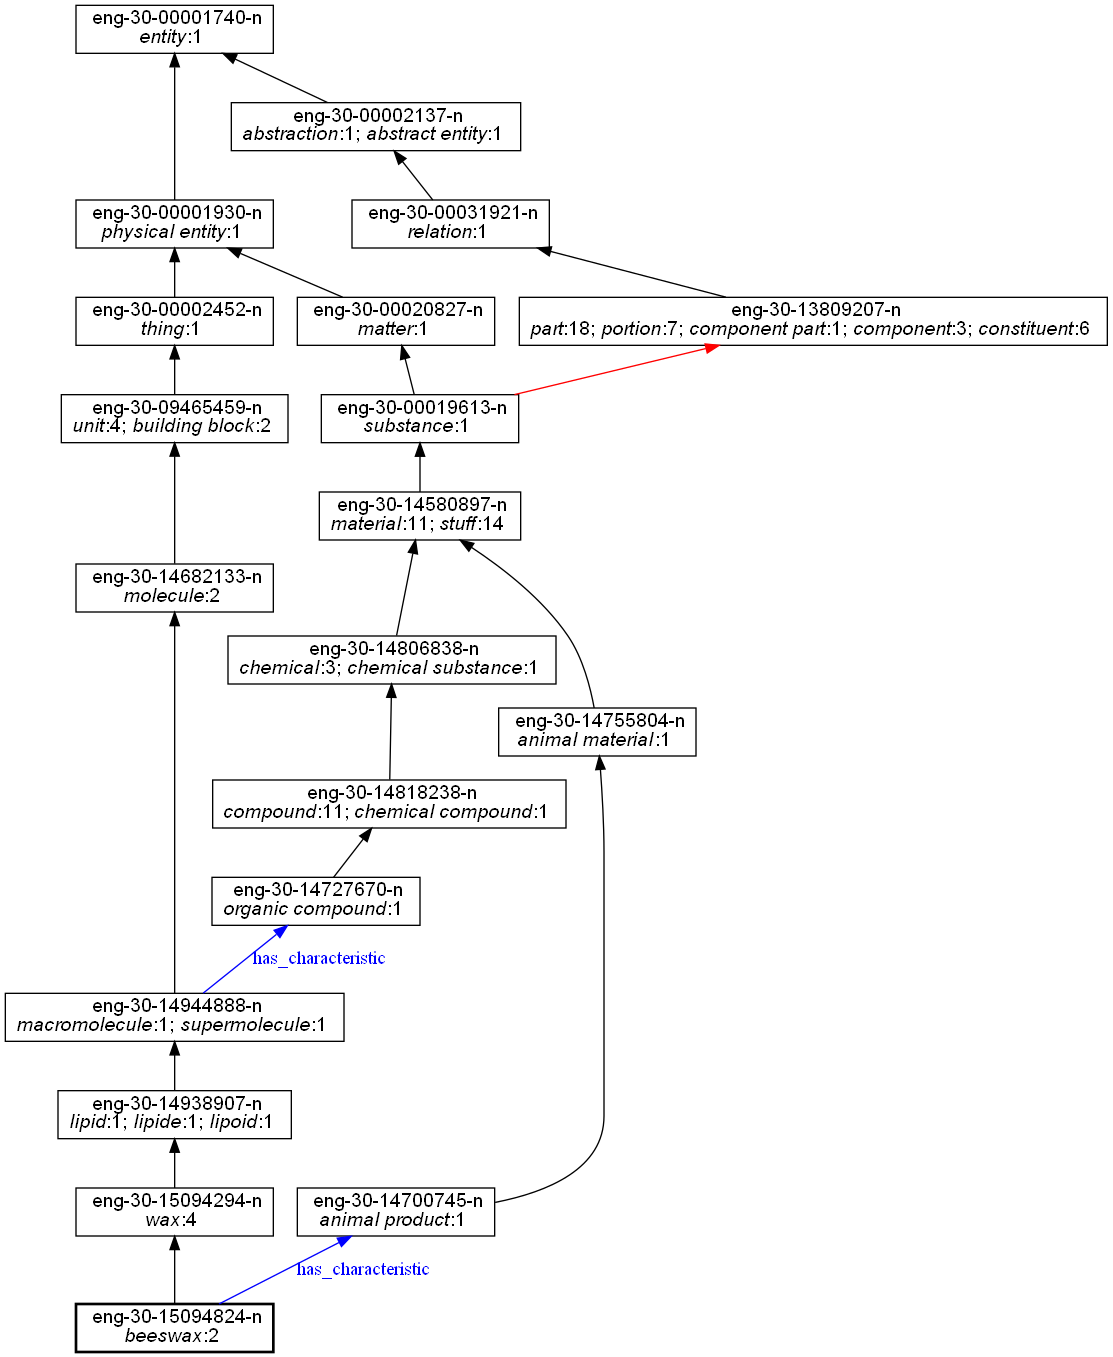 eng-30-00001740-n
entity:1
eng-30-00002137-n
abstraction:1; abstract entity:1
eng-30-00001930-n
physical entity:1
eng-30-00031921-n
relation:1
eng-30-00002452-n
thing:1
eng-30-00020827-n
matter:1
eng-30-13809207-n
part:18; portion:7; component part:1; component:3; constituent:6
eng-30-09465459-n
unit:4; building block:2
eng-30-00019613-n
substance:1
eng-30-14580897-n
material:11; stuff:14
eng-30-14682133-n
molecule:2
eng-30-14806838-n
chemical:3; chemical substance:1
eng-30-14755804-n
animal material:1
eng-30-14818238-n
compound:11; chemical compound:1
eng-30-14727670-n
organic compound:1
has_characteristic
eng-30-14944888-n
macromolecule:1; supermolecule:1
eng-30-14938907-n
lipid:1; lipide:1; lipoid:1
eng-30-15094294-n
wax:4
eng-30-14700745-n
animal product:1
has_characteristic
eng-30-15094824-n
beeswax:2